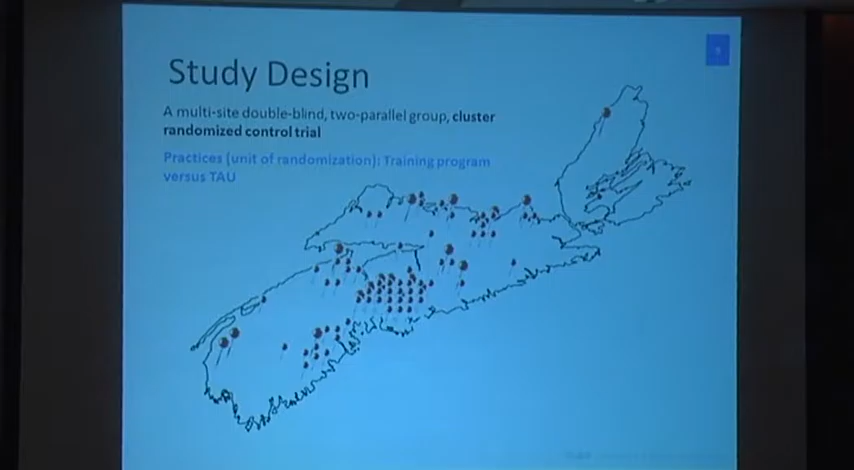 Study Design
A multi-site double-blind, two-parallel group, cluster
randomized control trial
Practices (unit of randomization): Training program
versus TAU